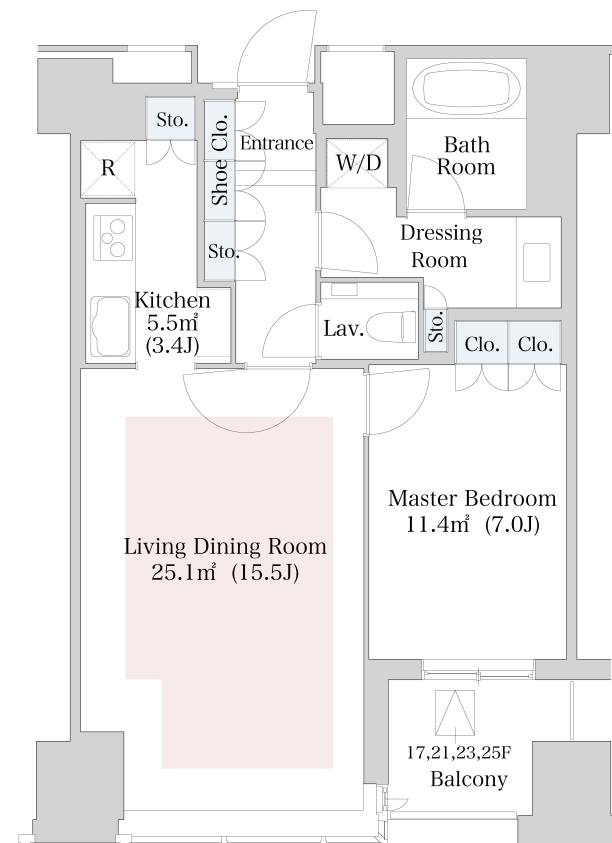 Sto.
Shoe Clo.
Entrance
R
W/D
Bath
Room
Sto.
Dressing
Room
Kitchen
5.5㎡
(3.4J)
Lav.
Sto.
Clo.
Clo.
Master Bedroom
11.4㎡ (7.0J)
Living Dining Room
25.1㎡ (15.5J)
17,21,23,25F
Balcony